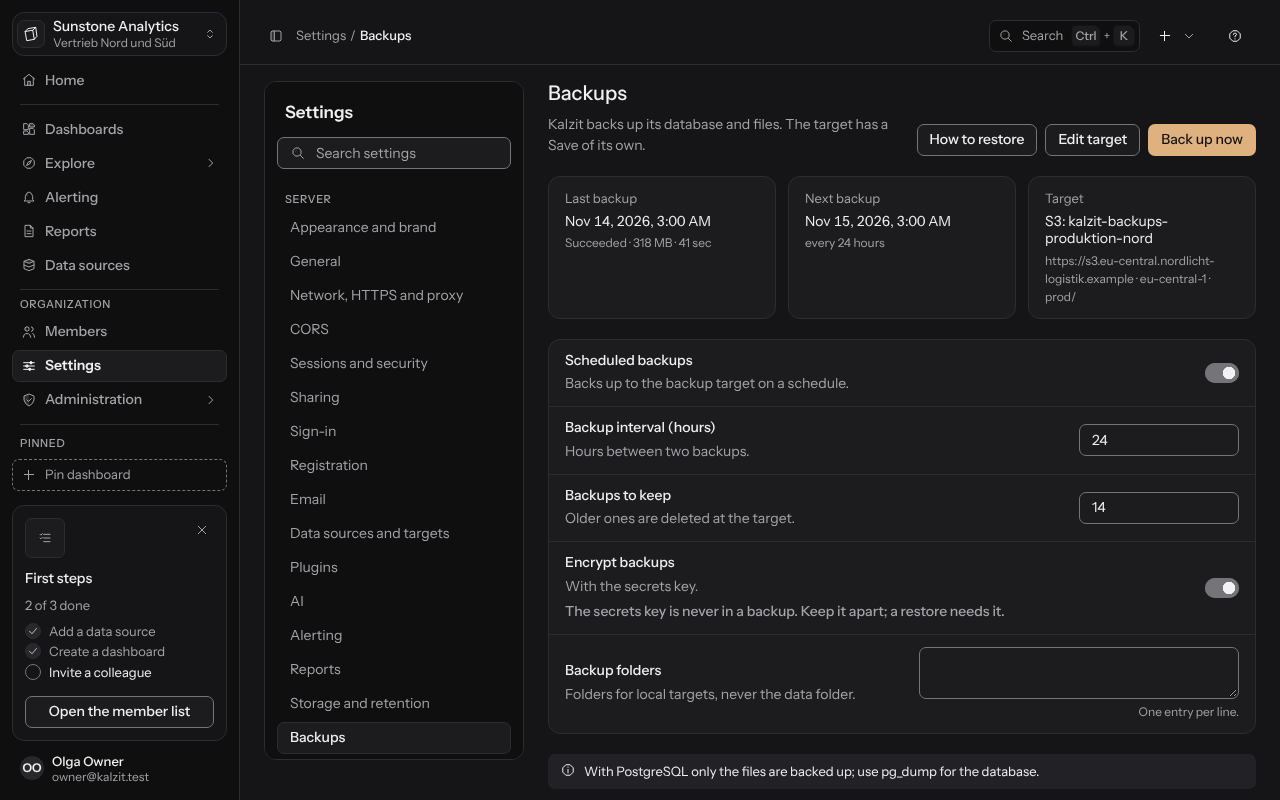 Sunstone Analytics
Vertrieb Nord und Süd
Home
Dashboards
Explore
Alerting
Reports
Data sources
ORGANIZATION
Members
Settings
Administration
PINNED
Pin dashboard
First steps
2 of 3 done
Add a data source
Create a dashboard
Invite a colleague
Open the member list
OO
Olga Owner
owner@kalzit.test
Settings / Backups
Search Ctrl + K
Settings
Search settings
SERVER
Appearance and brand
General
Network, HTTPS and proxy
CORS
Sessions and security
Sharing
Sign-in
Registration
Email
Data sources and targets
Plugins
AI
Alerting
Reports
Storage and retention
Backups
Backups
Kalzit backs up its database and files. The target has a
Save of its own.
How to restore
Edit target
Back up now
Last backup
Nov 14, 2026, 3:00 AM
Succeeded · 318 MB · 41 sec
Next backup
Nov 15, 2026, 3:00 AM
every 24 hours
Target
S3: kalzit-backups-
produktion-nord
https://s3.eu-central.nordlicht-
logistik.example · eu-central-1 ·
prod/
Scheduled backups
Backs up to the backup target on a schedule.
Backup interval (hours)
Hours between two backups.
24
Backups to keep
Older ones are deleted at the target.
14
Encrypt backups
With the secrets key.
The secrets key is never in a backup. Keep it apart; a restore needs it.
Backup folders
Folders for local targets, never the data folder.
One entry per line.
With PostgreSQL only the files are backed up; use pg_dump for the database.